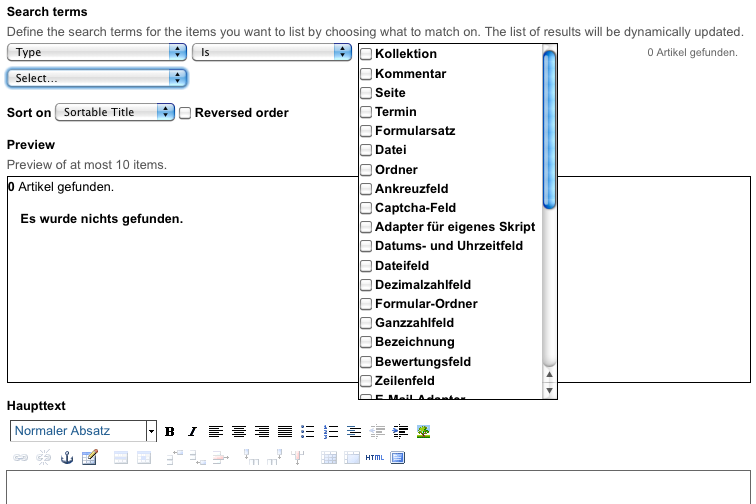 Search terms
Define the search terms for the items you want to list by choosing what to match on. The list of results will be dynamically updated.
Type
Is
0 Artikel gefunden.
Select...
Kollektion
Kommentar
Seite
Termin
Formularsatz
Datei
Ordner
Ankreuzfeld
Captcha-Feld
Adapter für eigenes Skript
Datums- und Uhrzeitfeld
Dateifeld
Dezimalzahlfeld
Formular-Ordner
Ganzzahlfeld
Bezeichnung
Bewertungsfeld
Zeilenfeld
E-Mail-Adapter
Sort on
Sortable Title
Reversed order
Preview
Preview of at most 10 items.
0 Artikel gefunden.
Es wurde nichts gefunden.
Haupttext
Normaler Absatz
B I
HTML